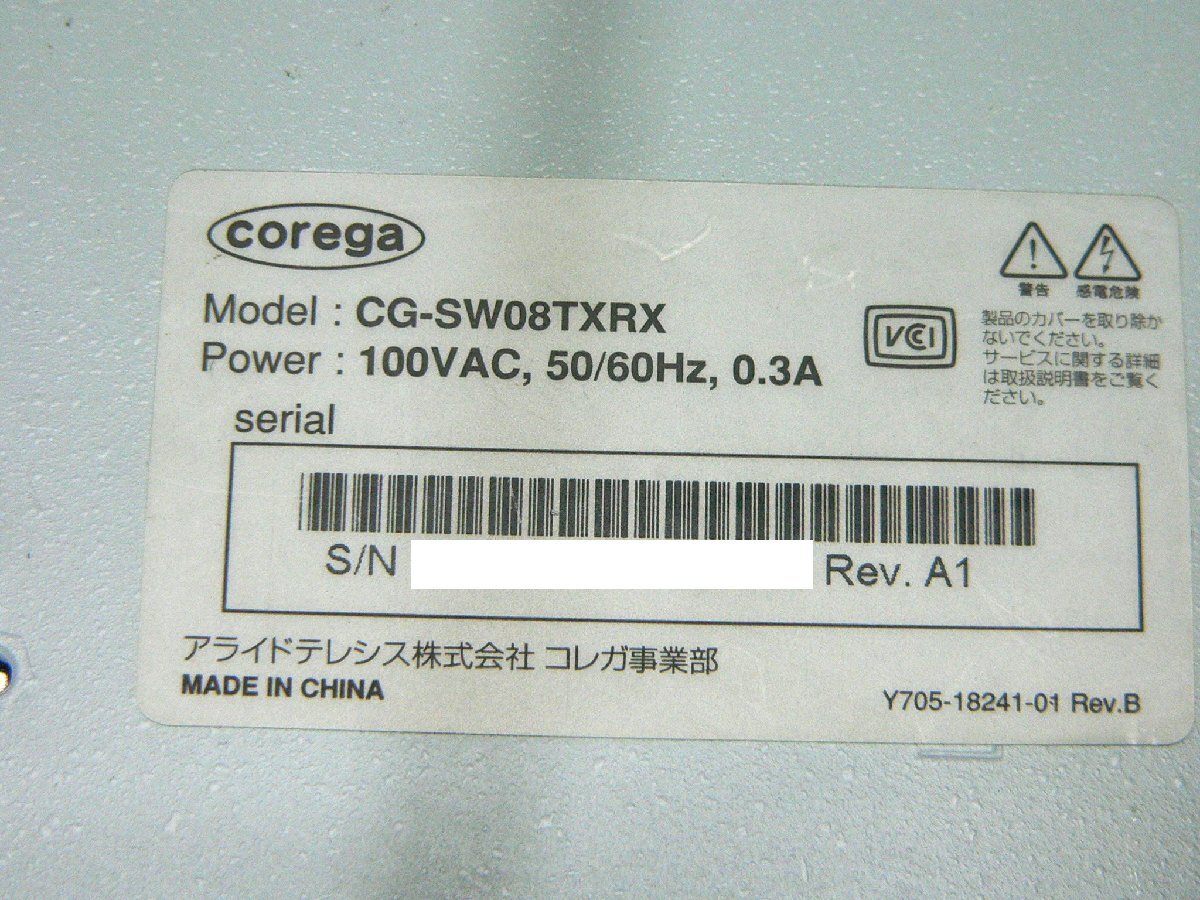 corega
Model : CG-SW08TXRX
Power : 100VAC, 50/60Hz, 0.3A
VCCI
警告 感電危険
製品のカバーを取り除か
ないでください。
サービスに関する詳細
は取扱説明書をご覧く
ださい。
serial
S/N Rev. A1
アライドテレシス株式会社 コレガ事業部
MADE IN CHINA
Y705-18241-01 Rev.B